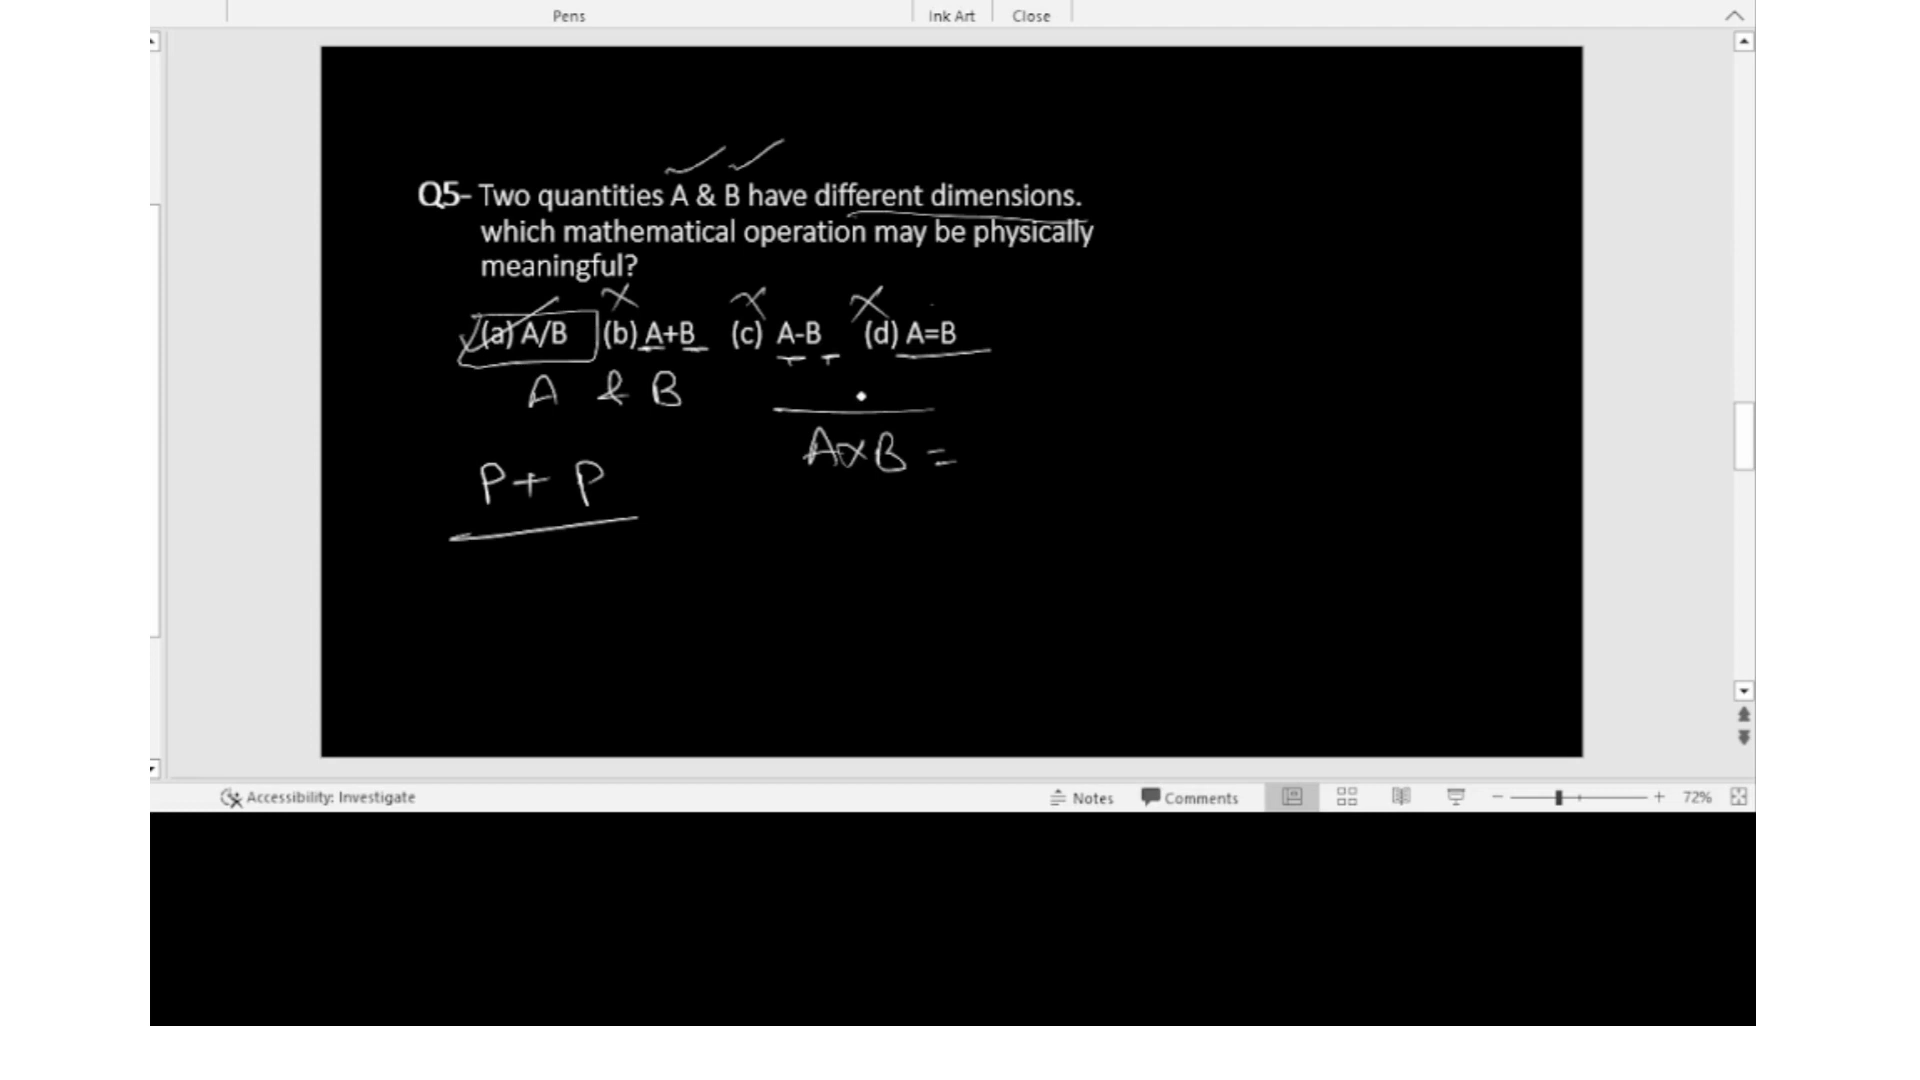 Pens Ink Art Close
Q5- Two quantities A & B have different dimensions.
which mathematical operation may be physically
meaningful?
(a) A/B (b) A+B (c) A-B (d) A=B
A & B
A×B =
P+ P
Accessibility: Investigate Notes Comments 72%